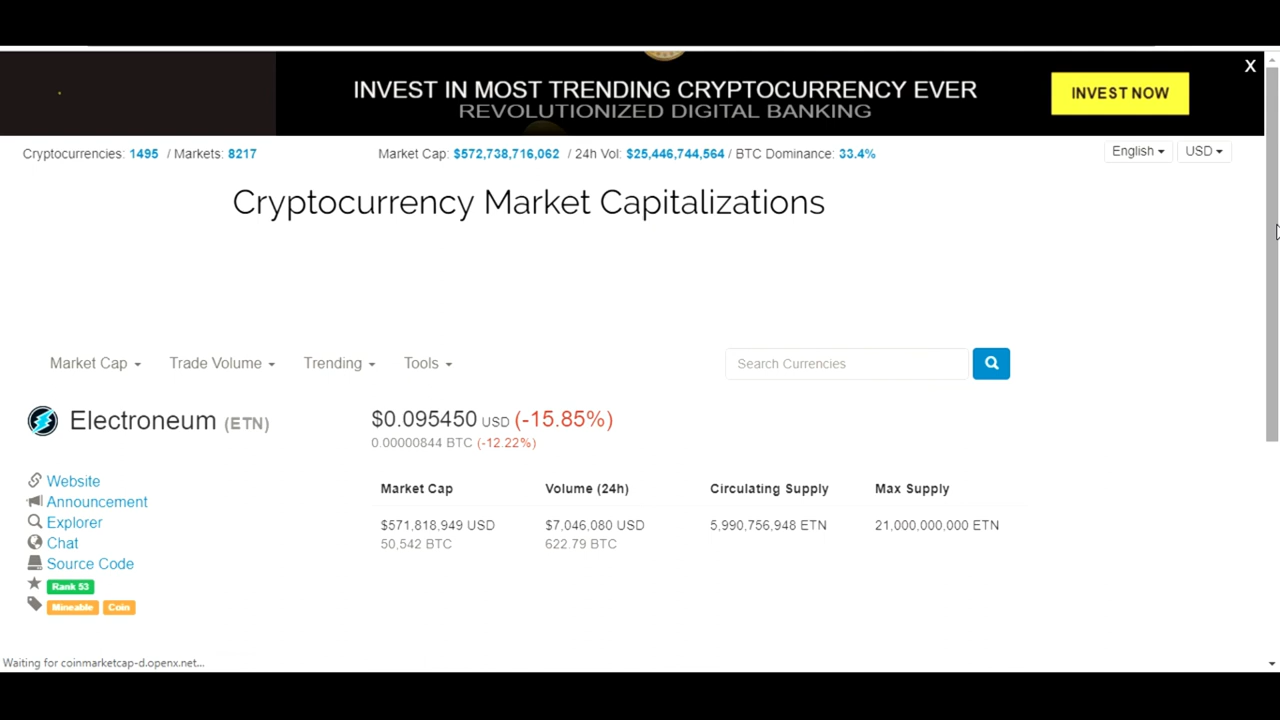 INVEST IN MOST TRENDING CRYPTOCURRENCY EVER
REVOLUTIONIZED DIGITAL BANKING
INVEST NOW
X
Cryptocurrencies: 1495 / Markets: 8217
Market Cap: $572,738,716,062 / 24h Vol: $25,446,744,564 / BTC Dominance: 33.4%
English
USD
Cryptocurrency Market Capitalizations
Market Cap
Trade Volume
Trending
Tools
Search Currencies
Electroneum (ETN)
$0.095450 USD (-15.85%)
0.00000844 BTC (-12.22%)
Website
Announcement
Explorer
Chat
Source Code
Rank 53
Mineable Coin
Market Cap Volume (24h) Circulating Supply Max Supply
$571,818,949 USD $7,046,080 USD 5,990,756,948 ETN 21,000,000,000 ETN
50,542 BTC 622.79 BTC
Waiting for coinmarketcap-d.openx.net...